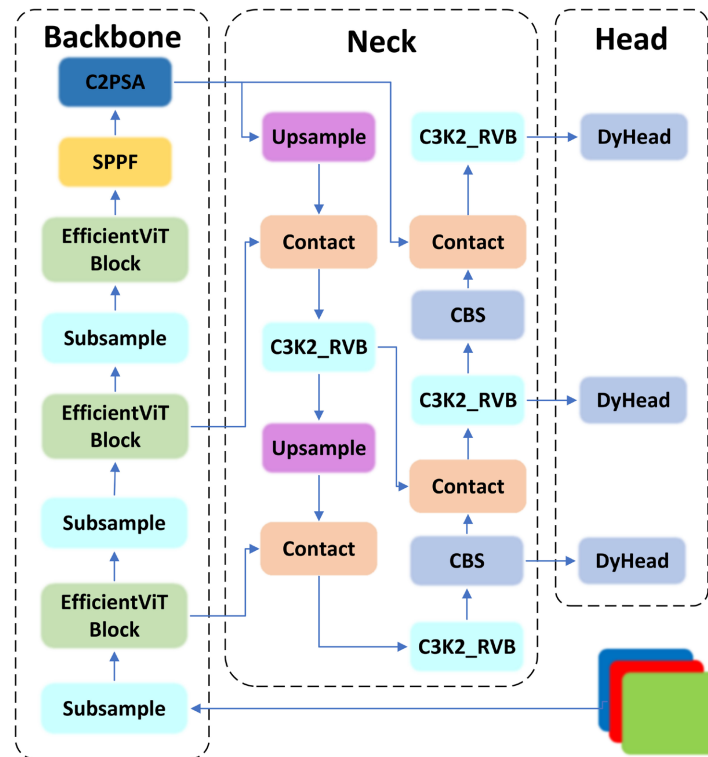 Backbone
C2PSA
SPPF
EfficientViT
Block
Subsample
EfficientViT
Block
Subsample
EfficientViT
Block
Subsample
Neck
Upsample
Contact
C3K2_RVB
Upsample
Contact
C3K2_RVB
Contact
CBS
C3K2_RVB
Contact
CBS
C3K2_RVB
Head
DyHead
DyHead
DyHead